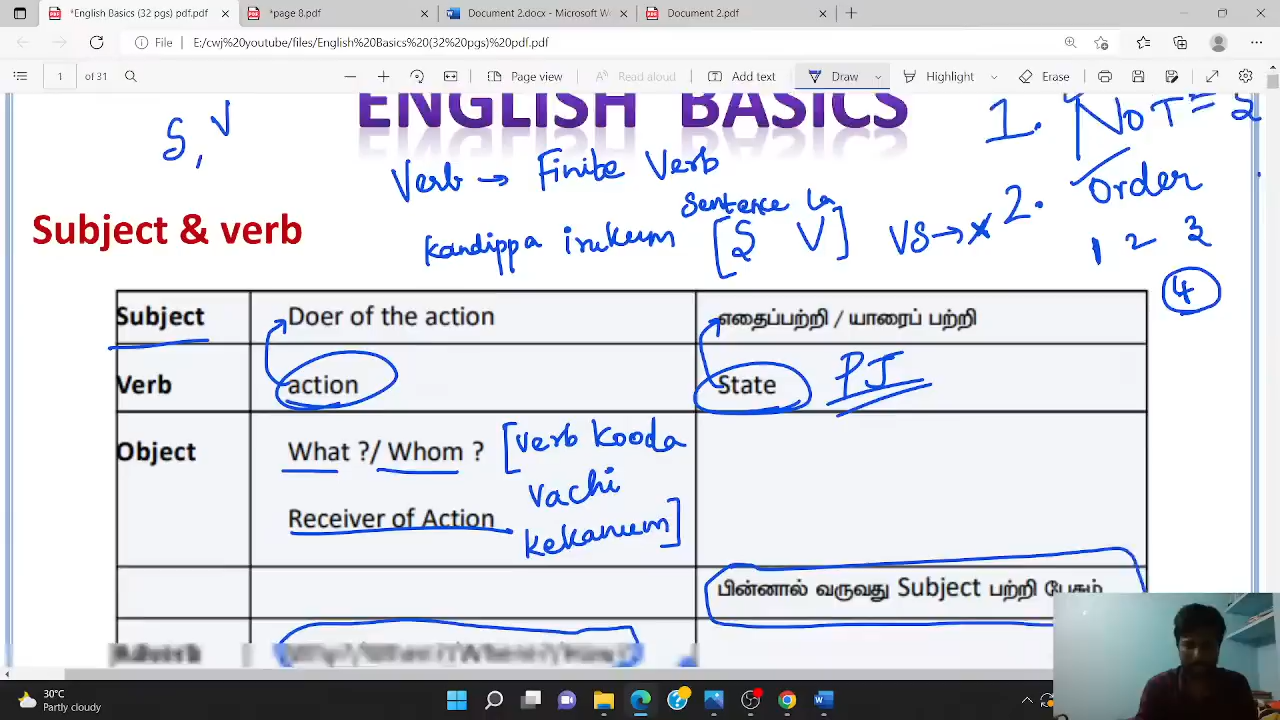 *English Basics (32 pgs) pdf.pdf
*page 8.pdf
Document 2.docx - Microsoft W
Document 2.pdf
File
E:/cwj%20youtube/files/English%20Basics%20(32%20pgs)%20pdf.pdf
1 of 31
Page view
Read aloud
Add text
Draw
Highlight
Erase
ENGLISH BASICS
S, V
1. NOT =
Verb → Finite Verb
order
Sentence la
2.
Subject & verb
kandippa irukum [S V] VS → x
1 2 3
4
Subject Doer of the action எதைப்பற்றி / யாரைப் பற்றி
Verb action State PJ
Object What ?/ Whom ? [verb kooda
vachi
Receiver of Action kekanum]
பின்னால் வருவது Subject பற்றி பேசும்
Adverb
30°C
Partly cloudy